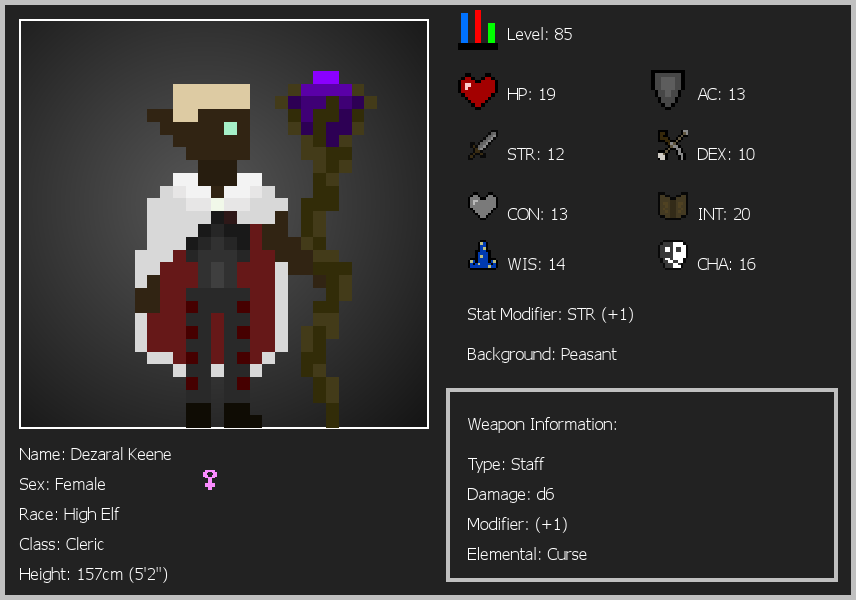 Level: 85
HP: 19
AC: 13
STR: 12
DEX: 10
CON: 13
INT: 20
WIS: 14
CHA: 16
Stat Modifier: STR (+1)
Background: Peasant
Weapon Information:
Type: Staff
Damage: d6
Modifier: (+1)
Elemental: Curse
Name: Dezaral Keene
Sex: Female
Race: High Elf
Class: Cleric
Height: 157cm (5'2")